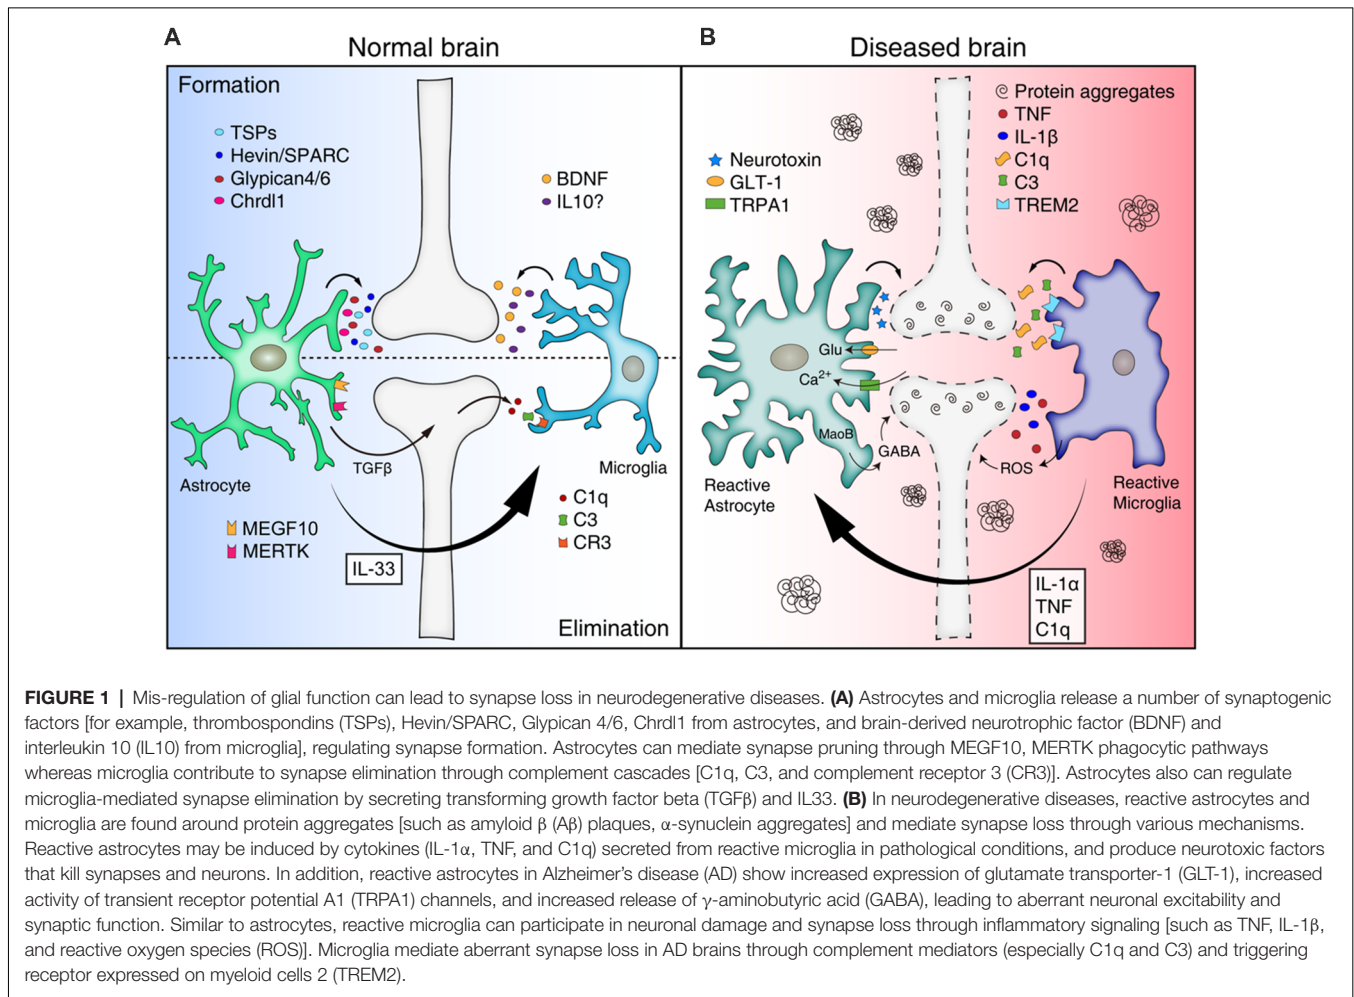 A
Normal brain
Formation
TSPs
Hevin/SPARC
Glypican4/6
Chrdl1
BDNF
IL10?
TGFβ
Astrocyte
Microglia
MEGF10
MERTK
C1q
C3
CR3
IL-33
Elimination
B
Diseased brain
Neurotoxin
GLT-1
TRPA1
Protein aggregates
TNF
IL-1β
C1q
C3
TREM2
Glu
Ca2+
MaoB
GABA
ROS
Reactive
Astrocyte
Reactive
Microglia
IL-1α
TNF
C1q
FIGURE 1 | Mis-regulation of glial function can lead to synapse loss in neurodegenerative diseases. (A) Astrocytes and microglia release a number of synaptogenic
factors [for example, thrombospondins (TSPs), Hevin/SPARC, Glypican 4/6, Chrdl1 from astrocytes, and brain-derived neurotrophic factor (BDNF) and
interleukin 10 (IL10) from microglia], regulating synapse formation. Astrocytes can mediate synapse pruning through MEGF10, MERTK phagocytic pathways
whereas microglia contribute to synapse elimination through complement cascades [C1q, C3, and complement receptor 3 (CR3)]. Astrocytes also can regulate
microglia-mediated synapse elimination by secreting transforming growth factor beta (TGFβ) and IL33. (B) In neurodegenerative diseases, reactive astrocytes and
microglia are found around protein aggregates [such as amyloid β (Aβ) plaques, α-synuclein aggregates] and mediate synapse loss through various mechanisms.
Reactive astrocytes may be induced by cytokines (IL-1α, TNF, and C1q) secreted from reactive microglia in pathological conditions, and produce neurotoxic factors
that kill synapses and neurons. In addition, reactive astrocytes in Alzheimer's disease (AD) show increased expression of glutamate transporter-1 (GLT-1), increased
activity of transient receptor potential A1 (TRPA1) channels, and increased release of γ-aminobutyric acid (GABA), leading to aberrant neuronal excitability and
synaptic function. Similar to astrocytes, reactive microglia can participate in neuronal damage and synapse loss through inflammatory signaling [such as TNF, IL-1β,
and reactive oxygen species (ROS)]. Microglia mediate aberrant synapse loss in AD brains through complement mediators (especially C1q and C3) and triggering
receptor expressed on myeloid cells 2 (TREM2).